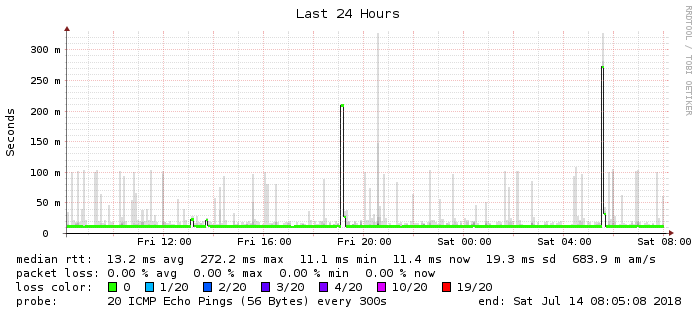 Last 24 Hours
RRDTOOL / TOBI OETIKER
Seconds
300 m
250 m
200 m
150 m
100 m
50 m
0
Fri 12:00 Fri 16:00 Fri 20:00 Sat 00:00 Sat 04:00 Sat 08:00
median rtt: 13.2 ms avg 272.2 ms max 11.1 ms min 11.4 ms now 19.3 ms sd 683.9 m am/s
packet loss: 0.00 % avg 0.00 % max 0.00 % min 0.00 % now
loss color: 0 1/20 2/20 3/20 4/20 10/20 19/20
probe: 20 ICMP Echo Pings (56 Bytes) every 300s end: Sat Jul 14 08:05:08 2018